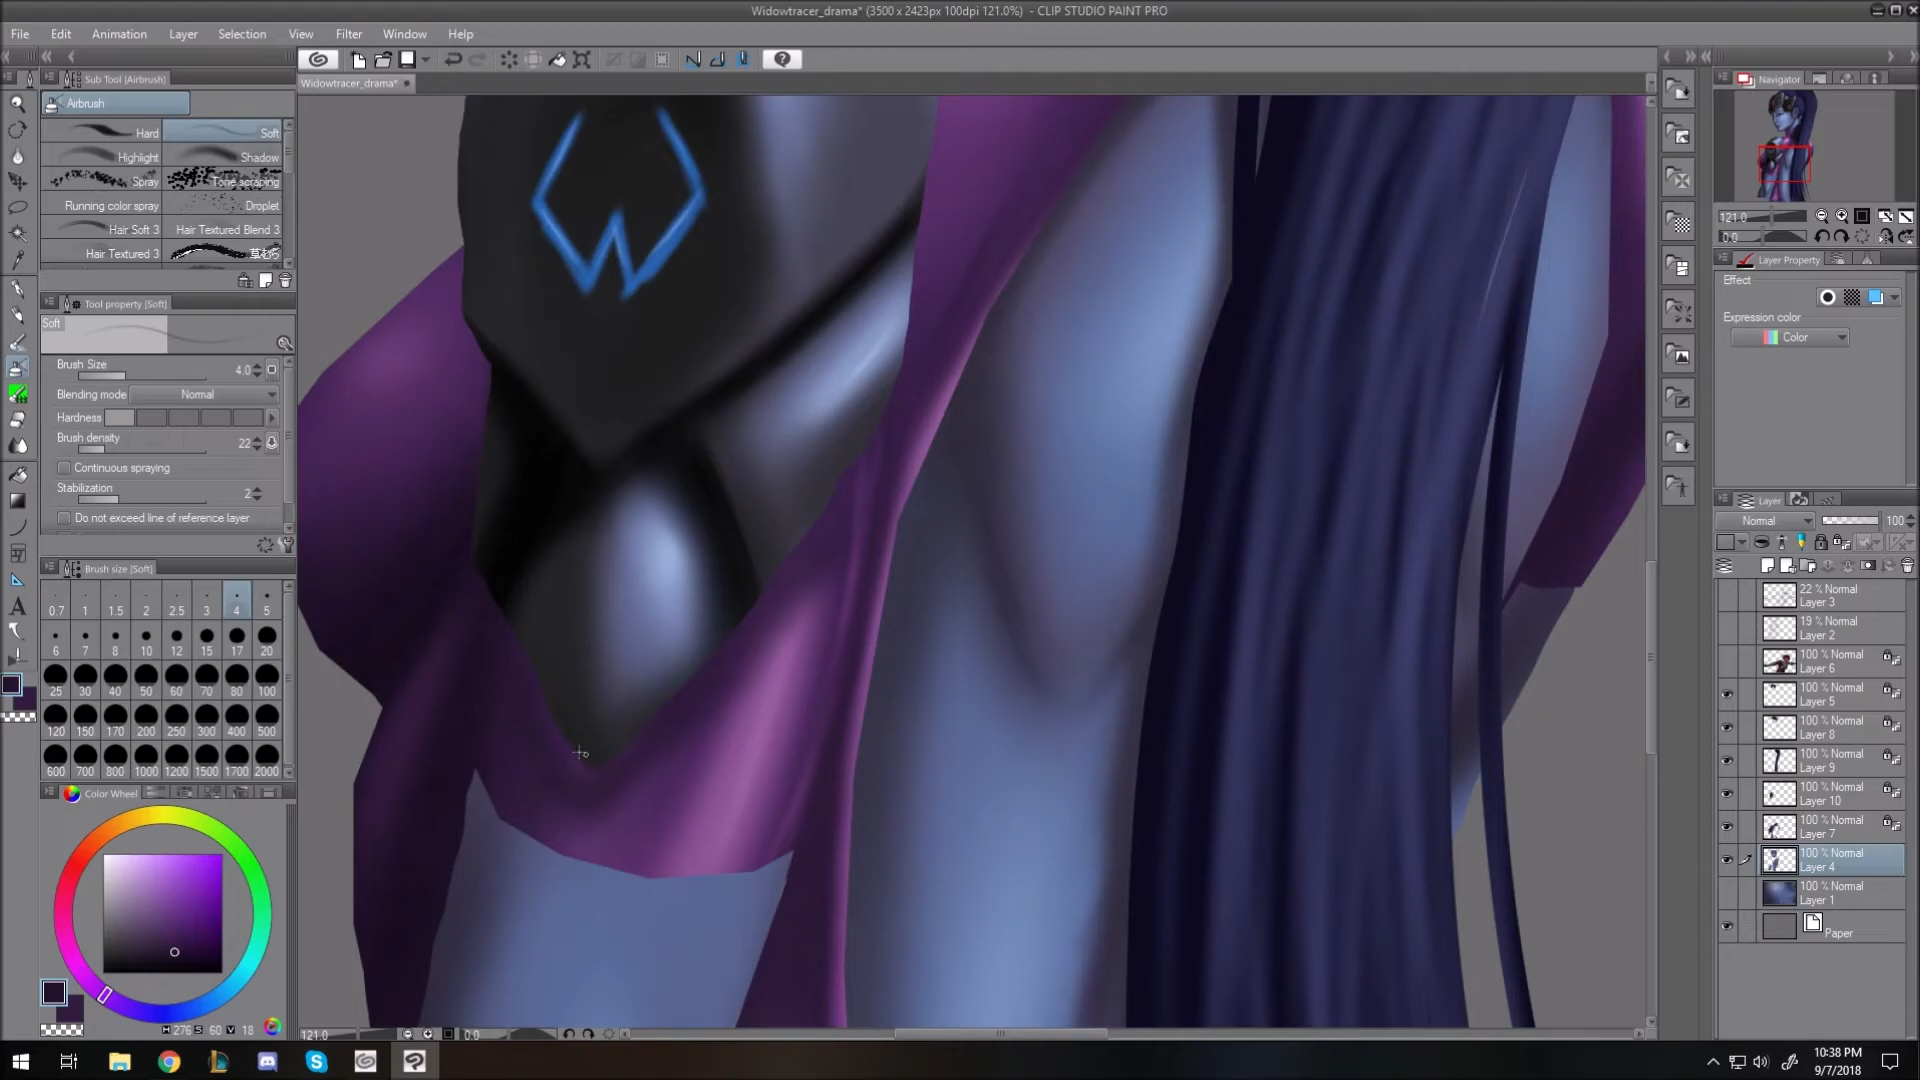 Widowtracer_drama* (3500 x 2423px 100dpi 121.0%) - CLIP STUDIO PAINT PRO
File Edit Animation Layer Selection View Filter Window Help
Sub Tool [Airbrush]
Widowtracer_drama*
Airbrush
Hard Soft
Highlight Shadow
Spray Tone scraping
Running color spray Droplet
Hair Soft 3 Hair Textured Blend 3
Hair Textured 3
Tool property [Soft]
Soft
Brush Size 4.0
Blending mode Normal
Hardness
Brush density 22
Continuous spraying
Stabilization 2
Do not exceed line of reference layer
Brush size [Soft]
0.7 1 1.5 2 2.5 3 4 5
6 7 8 10 12 15 17 20
25 30 40 50 60 70 80 100
120 150 170 200 250 300 400 500
600 700 800 1000 1200 1500 1700 2000
Color Wheel
H 276 S 60 V 18
W
121.0 0.0
Navigator
121.0
0.0
Layer Property
Effect
Expression color
Color
Layer
Normal 100
22 % Normal
Layer 3
19 % Normal
Layer 2
100 % Normal
Layer 6
100 % Normal
Layer 5
100 % Normal
Layer 8
100 % Normal
Layer 9
100 % Normal
Layer 10
100 % Normal
Layer 7
100 % Normal
Layer 4
100 % Normal
Layer 1
Paper
10:38 PM
9/7/2018